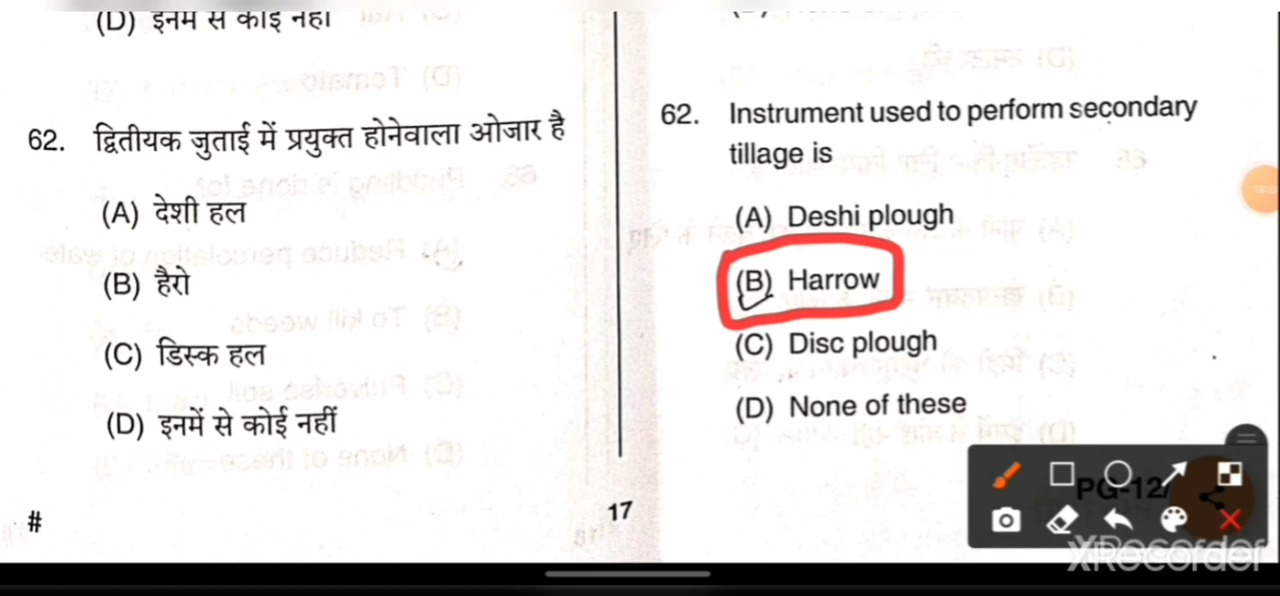 (D) इनमें से कोई नहीं
62. द्वितीयक जुताई में प्रयुक्त होनेवाला ओजार है
(A) देशी हल
(B) हैरो
(C) डिस्क हल
(D) इनमें से कोई नहीं
#
17
62. Instrument used to perform secondary
tillage is
(A) Deshi plough
(B) Harrow
(C) Disc plough
(D) None of these
PG-12
XRecorder